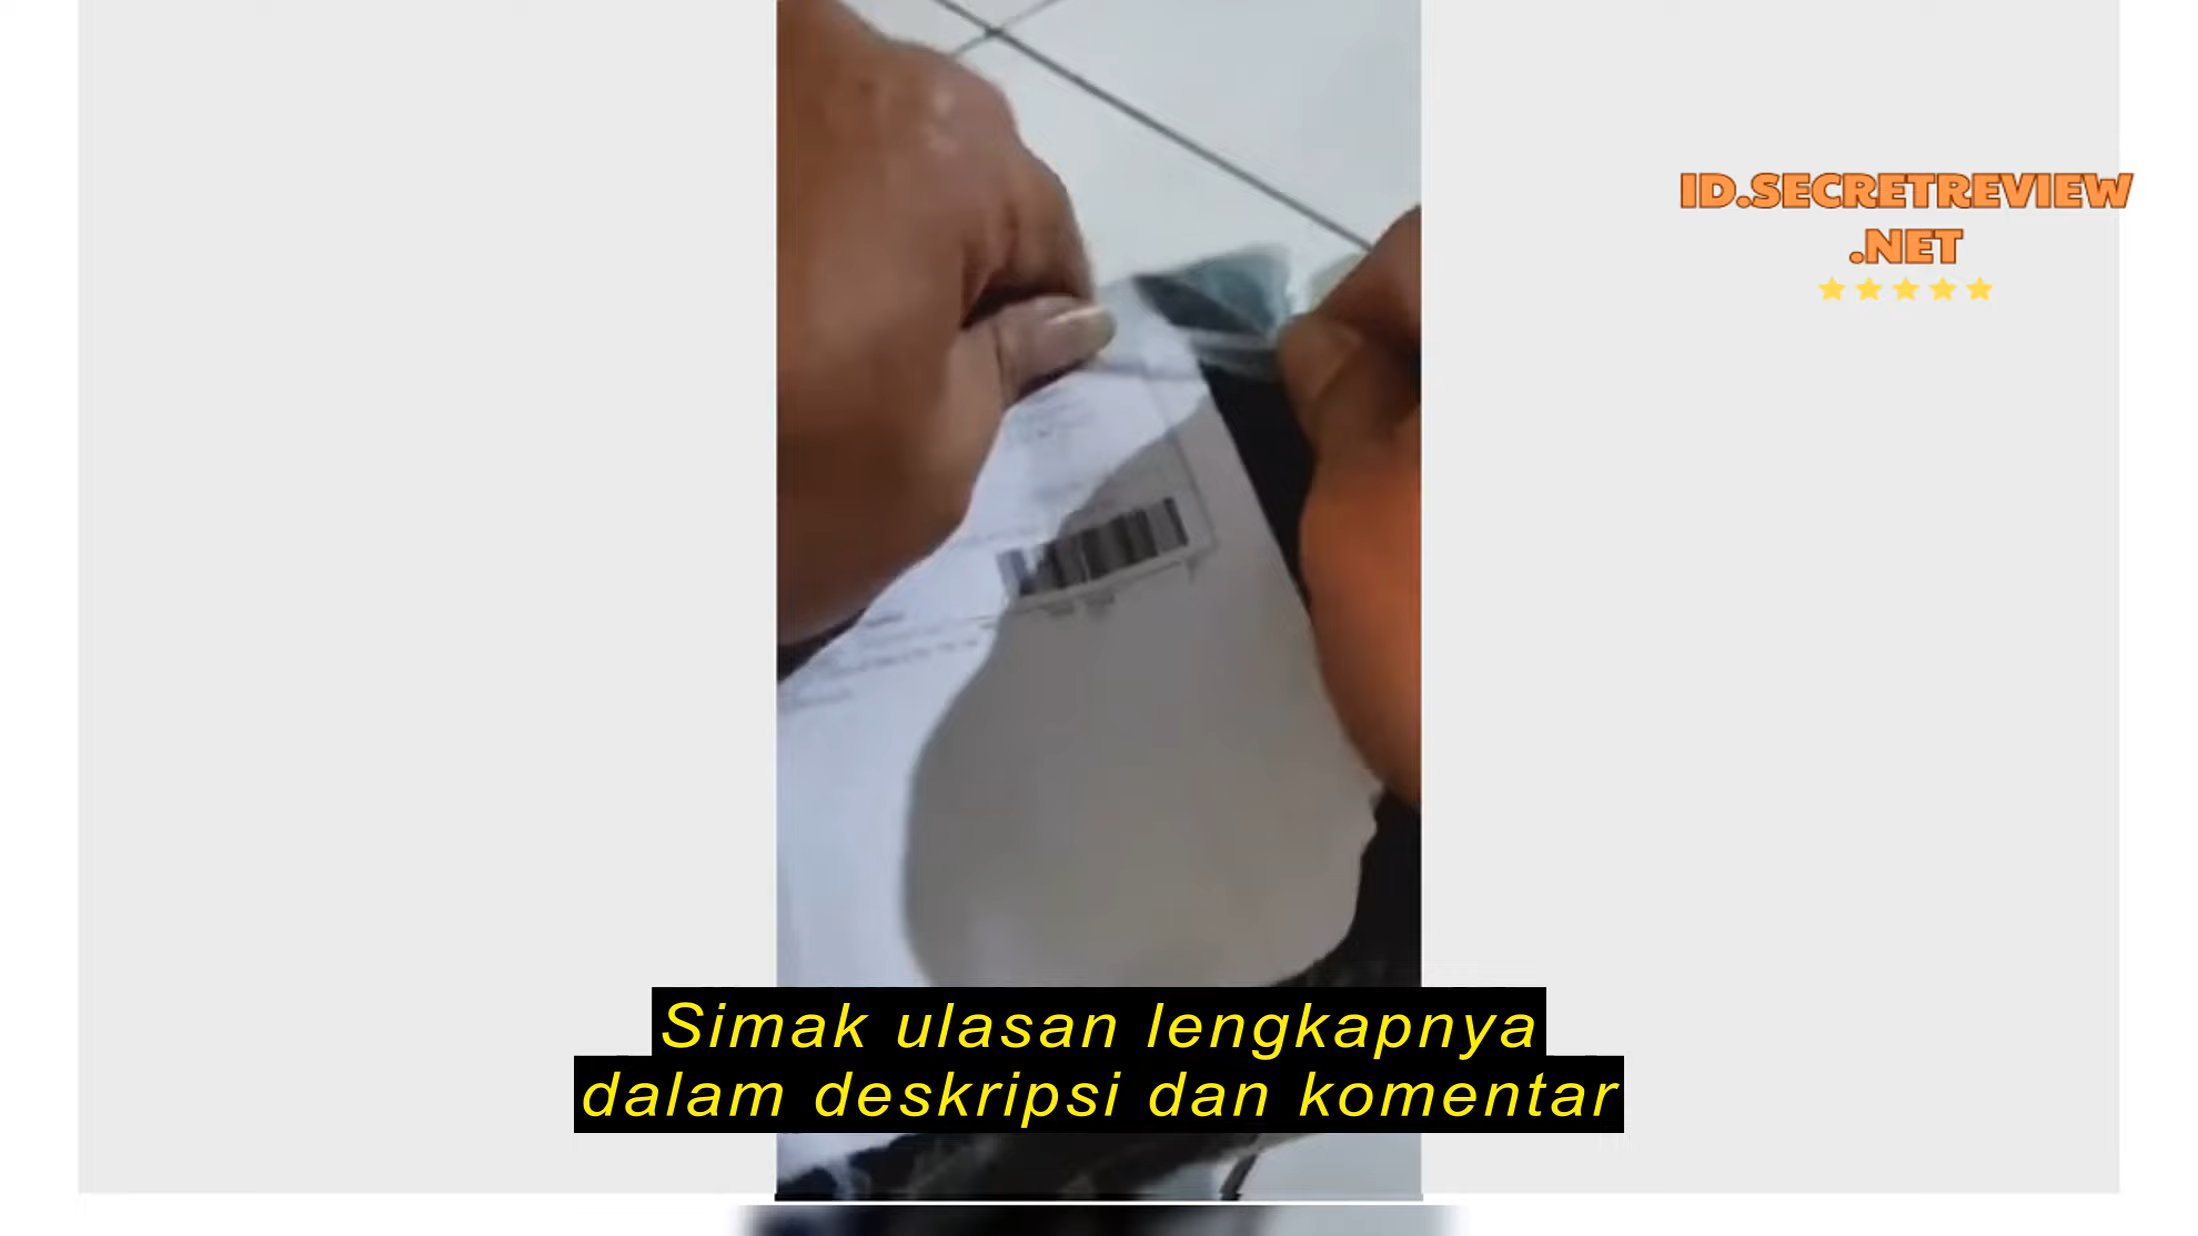 ID.SECRETREVIEW
.NET
Simak ulasan lengkapnya
dalam deskripsi dan komentar